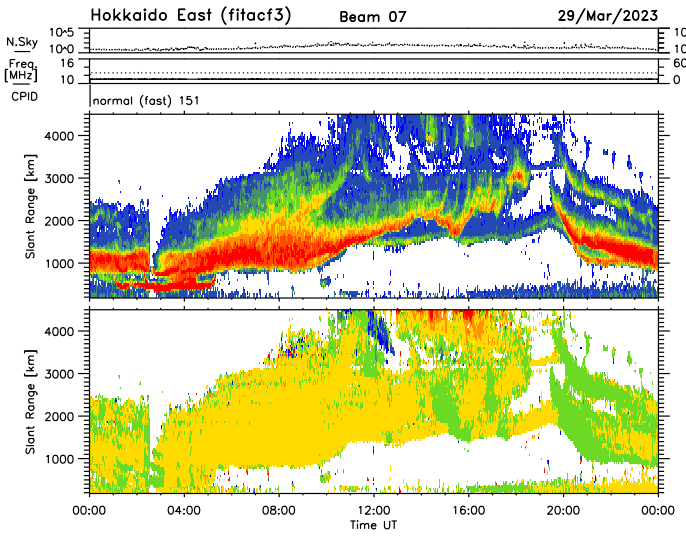 Hokkaido East (fitacf3) Beam 07 29/Mar/2023
N.Sky 10^5 10^0 10^5 10^0
Freq. [MHz] 16 10 60 0
CPID normal (fast) 151
Slant Range [km]
4000
3000
2000
1000
Slant Range [km]
4000
3000
2000
1000
00:00 04:00 08:00 12:00 16:00 20:00 00:00
Time UT